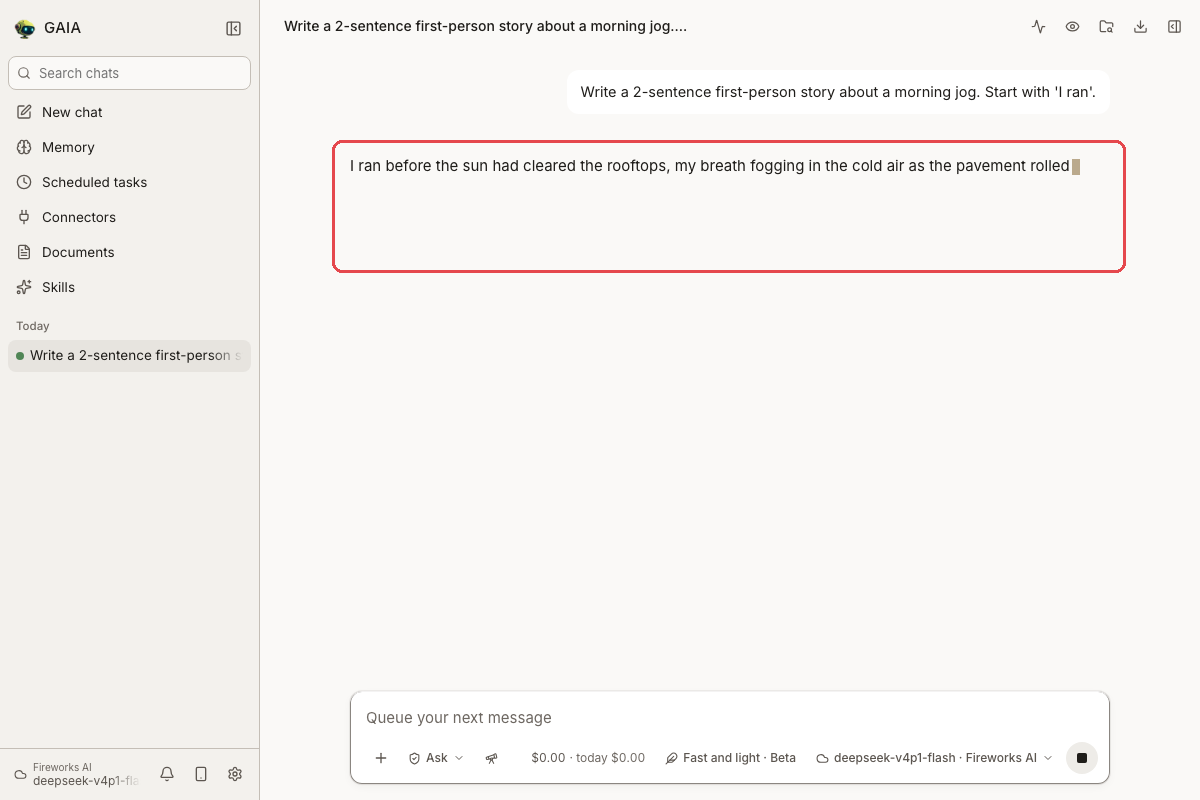 GAIA
Search chats
New chat
Memory
Scheduled tasks
Connectors
Documents
Skills
Today
Write a 2-sentence first-person s
Fireworks AI
deepseek-v4p1-fla
Write a 2-sentence first-person story about a morning jog....
Write a 2-sentence first-person story about a morning jog. Start with 'I ran'.
I ran before the sun had cleared the rooftops, my breath fogging in the cold air as the pavement rolled
Queue your next message
Ask $0.00 · today $0.00 Fast and light · Beta deepseek-v4p1-flash · Fireworks AI